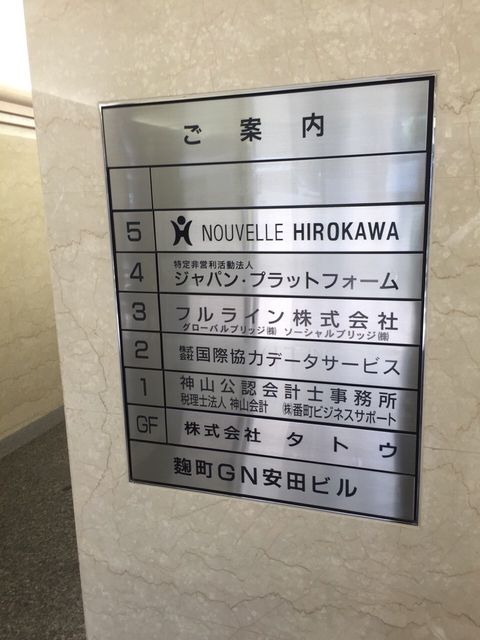 ご案内
5 NOUVELLE HIROKAWA
特定非営利活動法人
4 ジャパン・プラットフォーム
3 フルライン株式会社
グローバルブリッジ㈱ ソーシャルブリッジ㈱
2 株式会社 国際協力データサービス
1 神山公認会計士事務所
税理士法人 神山会計 ㈱番町ビジネスサポート
GF 株式会社 タトウ
麹町GN安田ビル